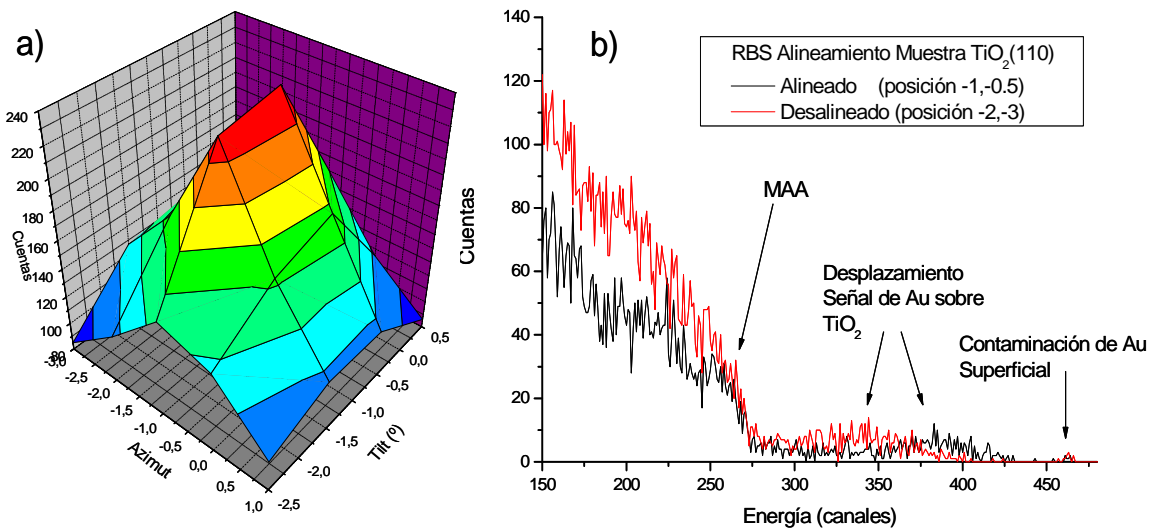 a)
240
220
200
180
160
140
120
100
80
Cuentas
-3,0
-2,5
-2,0
-1,5
-1,0
-0,5
0,0
0,5
1,0
Azimut
-2,5
-2,0
-1,5
-1,0
-0,5
0,0
0,5
Tilt (º)
b)
140
120
100
80
60
40
20
0
Cuentas
RBS Alineamiento Muestra TiO2(110)
Alineado (posición -1,-0.5)
Desalineado (posición -2,-3)
MAA
Desplazamiento
Señal de Au sobre
TiO2
Contaminación de Au
Superficial
150 200 250 300 350 400 450
Energía (canales)